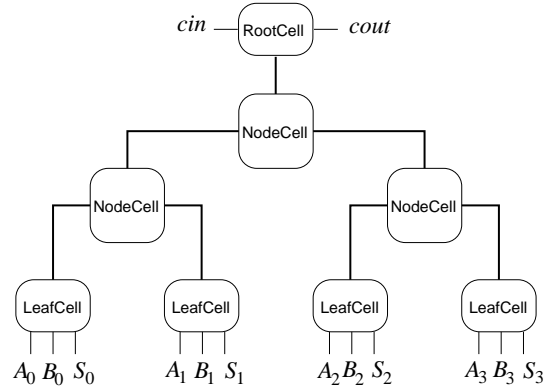 cin RootCell cout
NodeCell
NodeCell NodeCell
LeafCell LeafCell LeafCell LeafCell
A0 B0 S0 A1 B1 S1 A2 B2 S2 A3 B3 S3